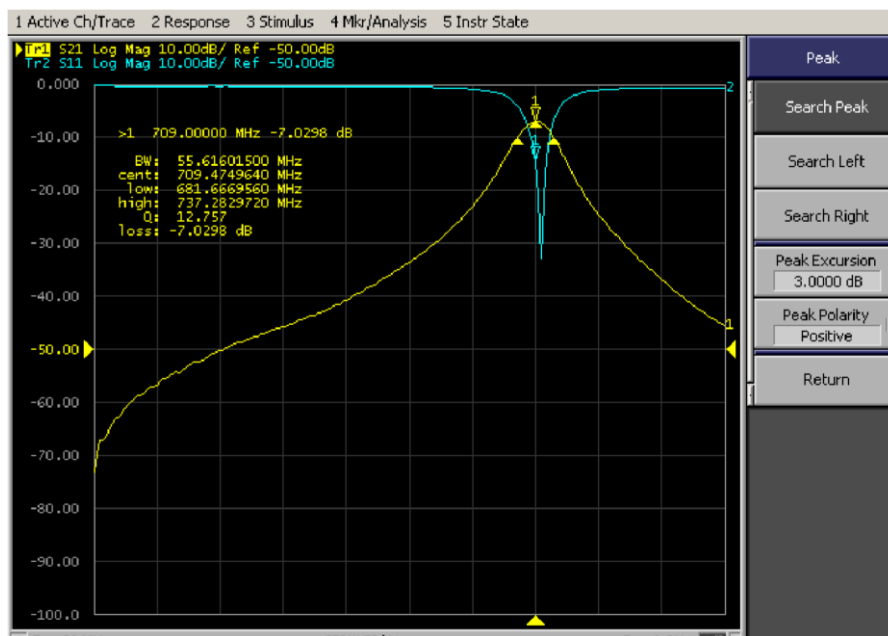 1 Active Ch/Trace 2 Response 3 Stimulus 4 Mkr/Analysis 5 Instr State
Tr1 S21 Log Mag 10.00dB/ Ref -50.00dB
Tr2 S11 Log Mag 10.00dB/ Ref -50.00dB
0.000
-10.00
-20.00
-30.00
-40.00
-50.00
-60.00
-70.00
-80.00
-90.00
-100.0
>1 709.00000 MHz -7.0298 dB
BW: 55.61601500 MHz
cent: 709.4749640 MHz
low: 681.6669560 MHz
high: 737.2829720 MHz
Q: 12.757
loss: -7.0298 dB
1
1
2
1
Peak
Search Peak
Search Left
Search Right
Peak Excursion
3.0000 dB
Peak Polarity
Positive
Return